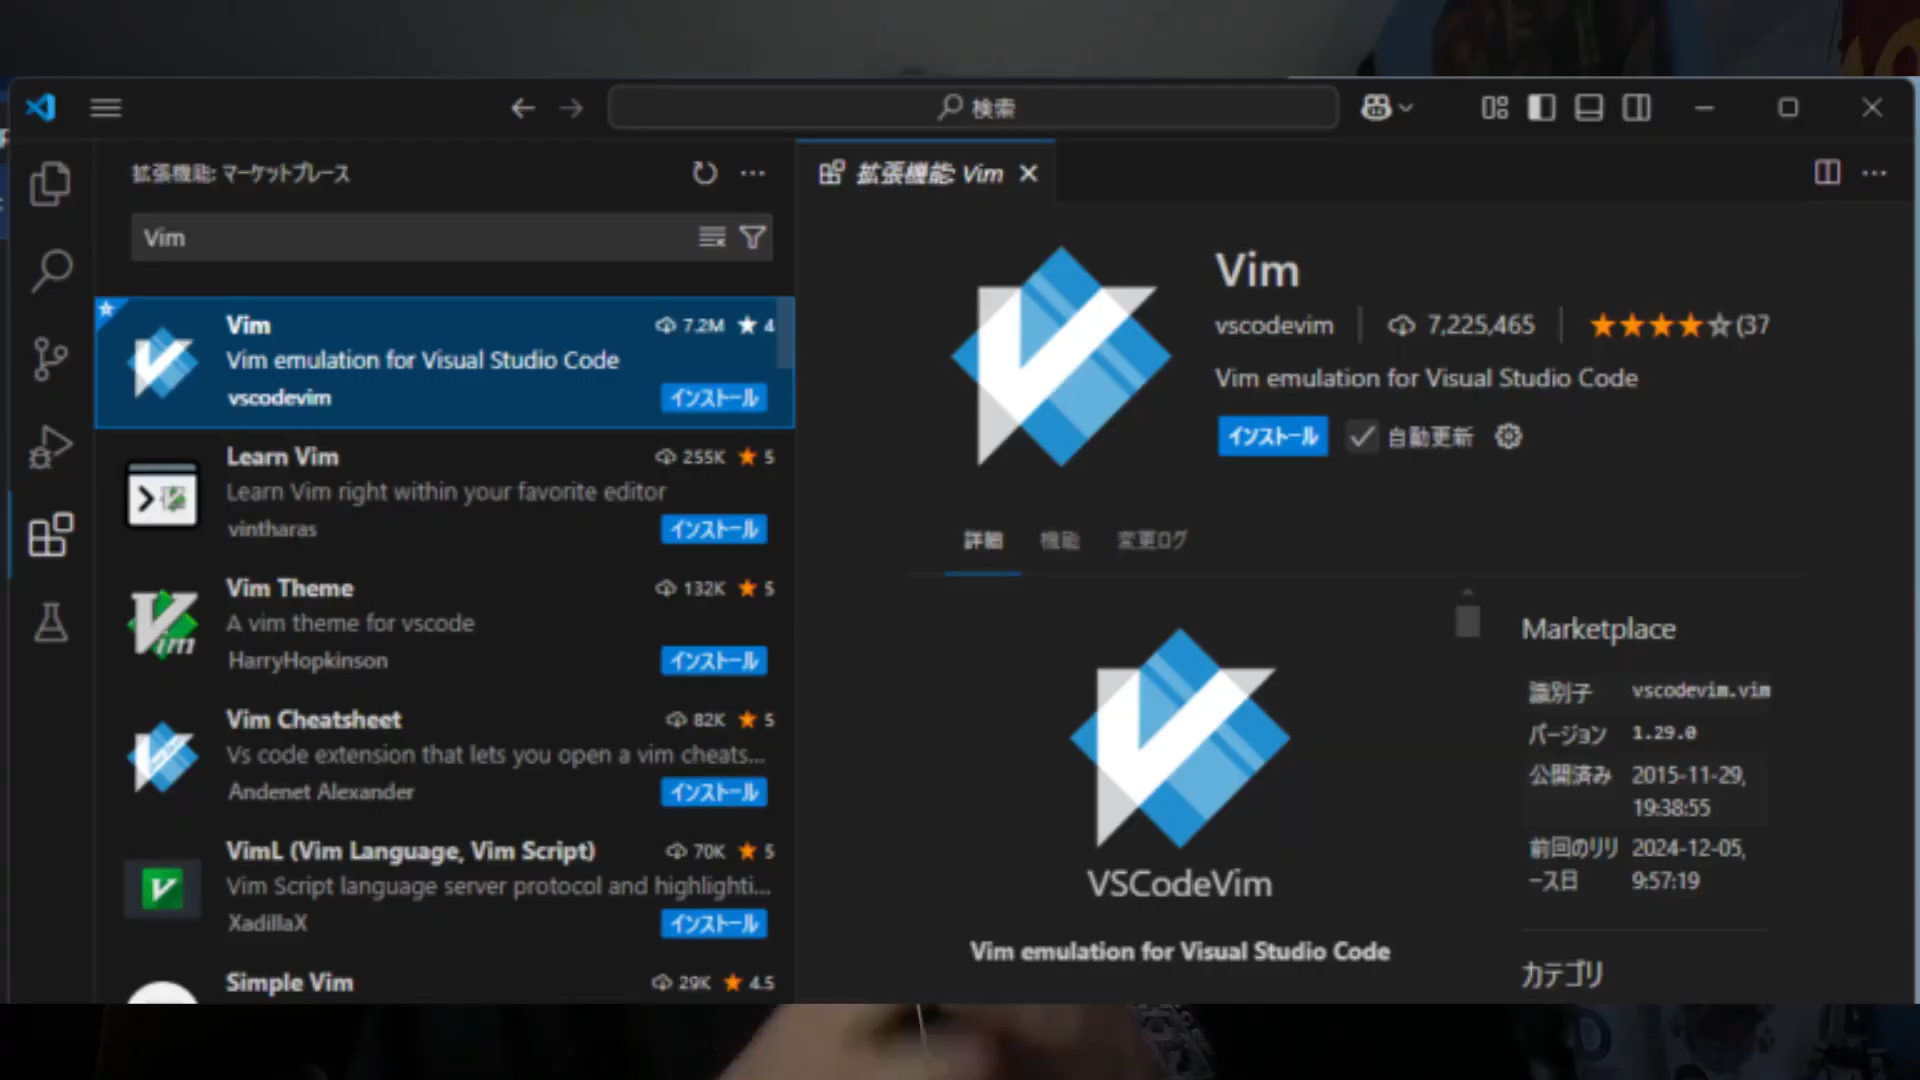 検索
拡張機能: マーケットプレース
Vim
Vim
7.2M ★ 4
Vim emulation for Visual Studio Code
vscodevim
インストール
Learn Vim
255K ★ 5
Learn Vim right within your favorite editor
vintharas
インストール
Vim Theme
132K ★ 5
A vim theme for vscode
HarryHopkinson
インストール
Vim Cheatsheet
82K ★ 5
Vs code extension that lets you open a vim cheats...
Andenet Alexander
インストール
VimL (Vim Language, Vim Script)
70K ★ 5
Vim Script language server protocol and highlighti...
XadillaX
インストール
Simple Vim
29K ★ 4.5
拡張機能: Vim
Vim
vscodevim
7,225,465
★★★★☆(37
Vim emulation for Visual Studio Code
インストール
自動更新
詳細 機能 変更ログ
VSCodeVim
Vim emulation for Visual Studio Code
Marketplace
識別子 vscodevim.vim
バージョン 1.29.0
公開済み 2015-11-29,
19:38:55
前回のリリ 2024-12-05,
ース日 9:57:19
カテゴリ